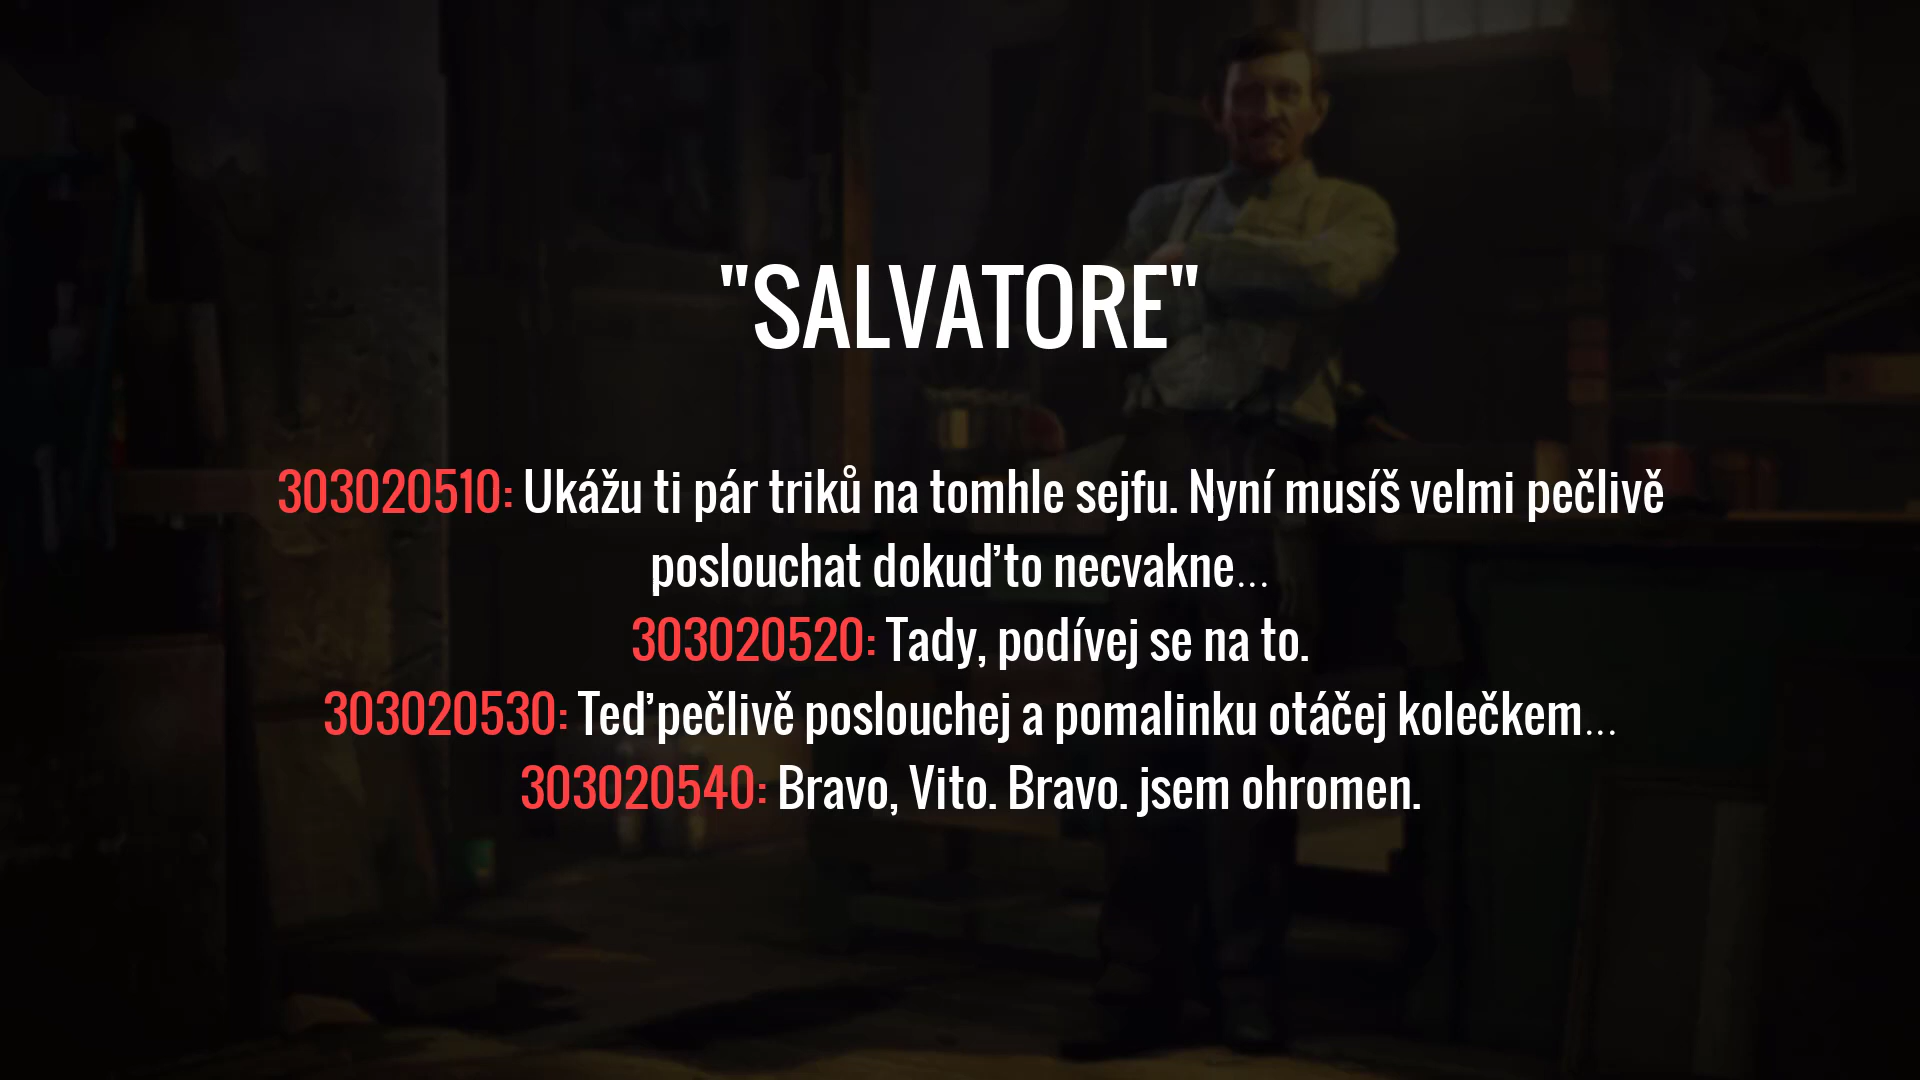 "SALVATORE"
303020510: Ukážu ti pár triků na tomhle sejfu. Nyní musíš velmi pečlivě
poslouchat dokuď to necvakne...
303020520: Tady, podívej se na to.
303020530: Teď pečlivě poslouchej a pomalinku otáčej kolečkem...
303020540: Bravo, Vito. Bravo. jsem ohromen.